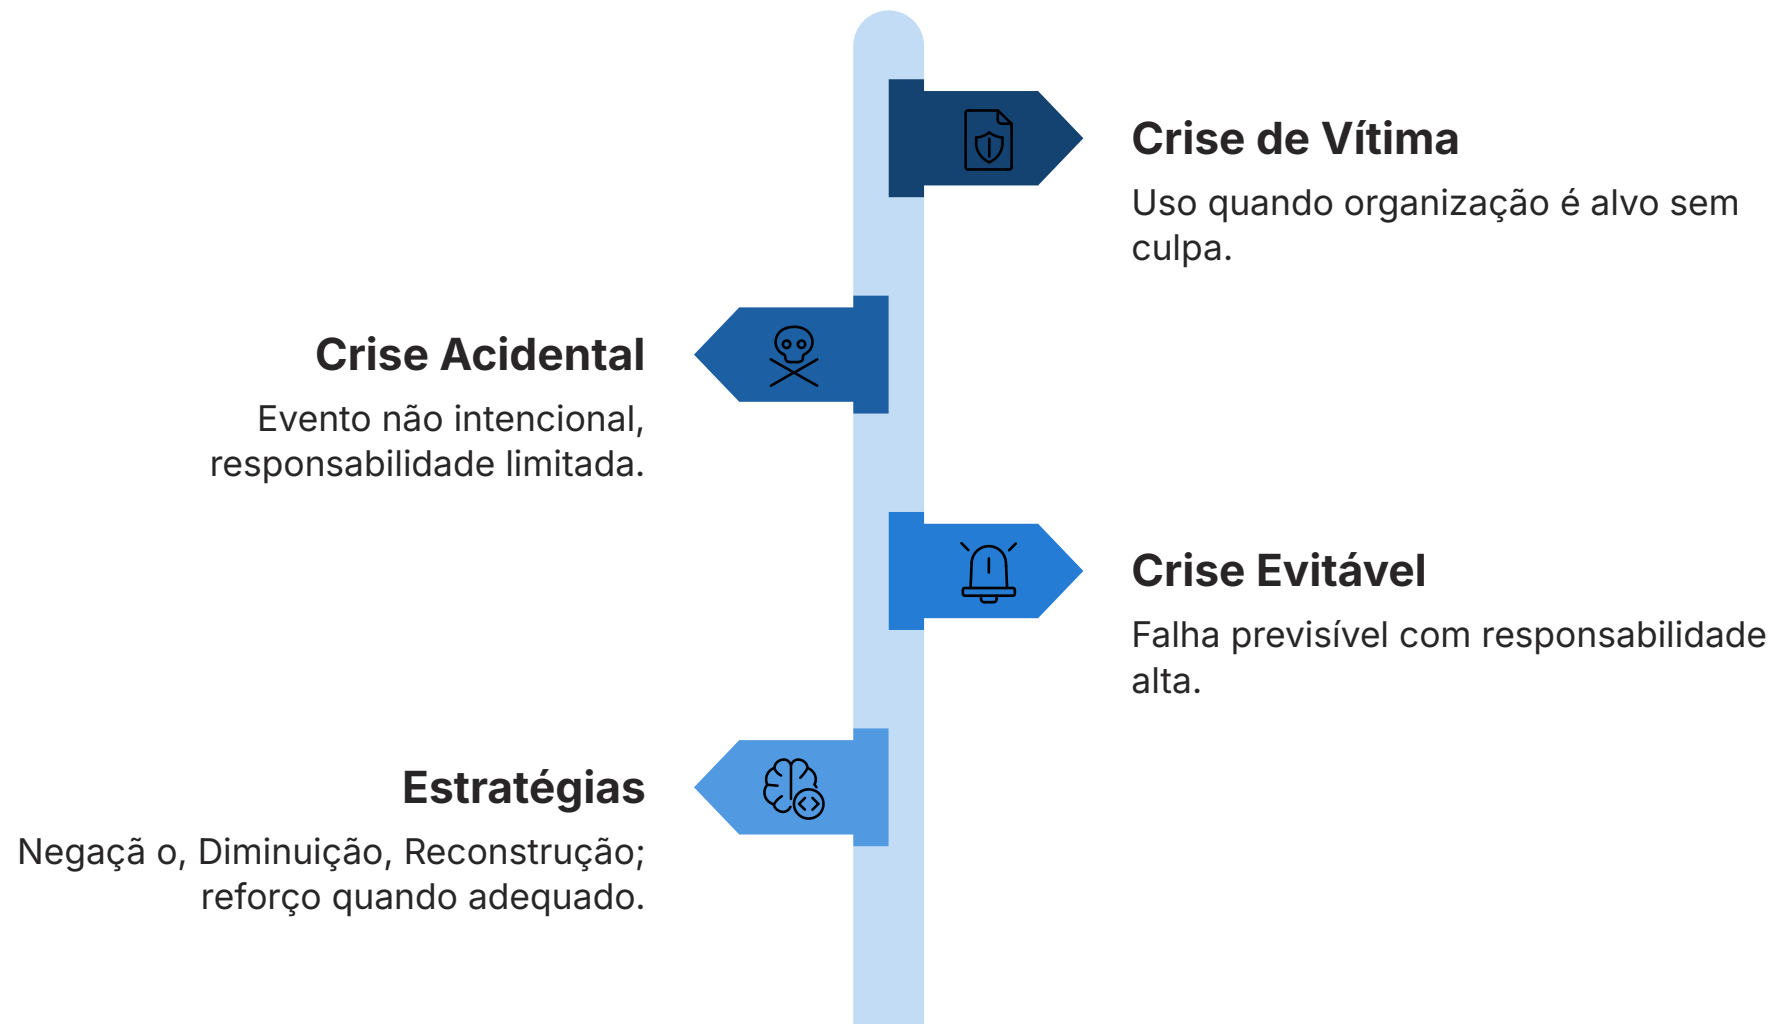 Crise de Vítima
Uso quando organização é alvo sem
culpa.
Crise Acidental
Evento não intencional,
responsabilidade limitada.
Crise Evitável
Falha previsível com responsabilidade
alta.
Estratégias
Negaçã o, Diminuição, Reconstrução;
reforço quando adequado.